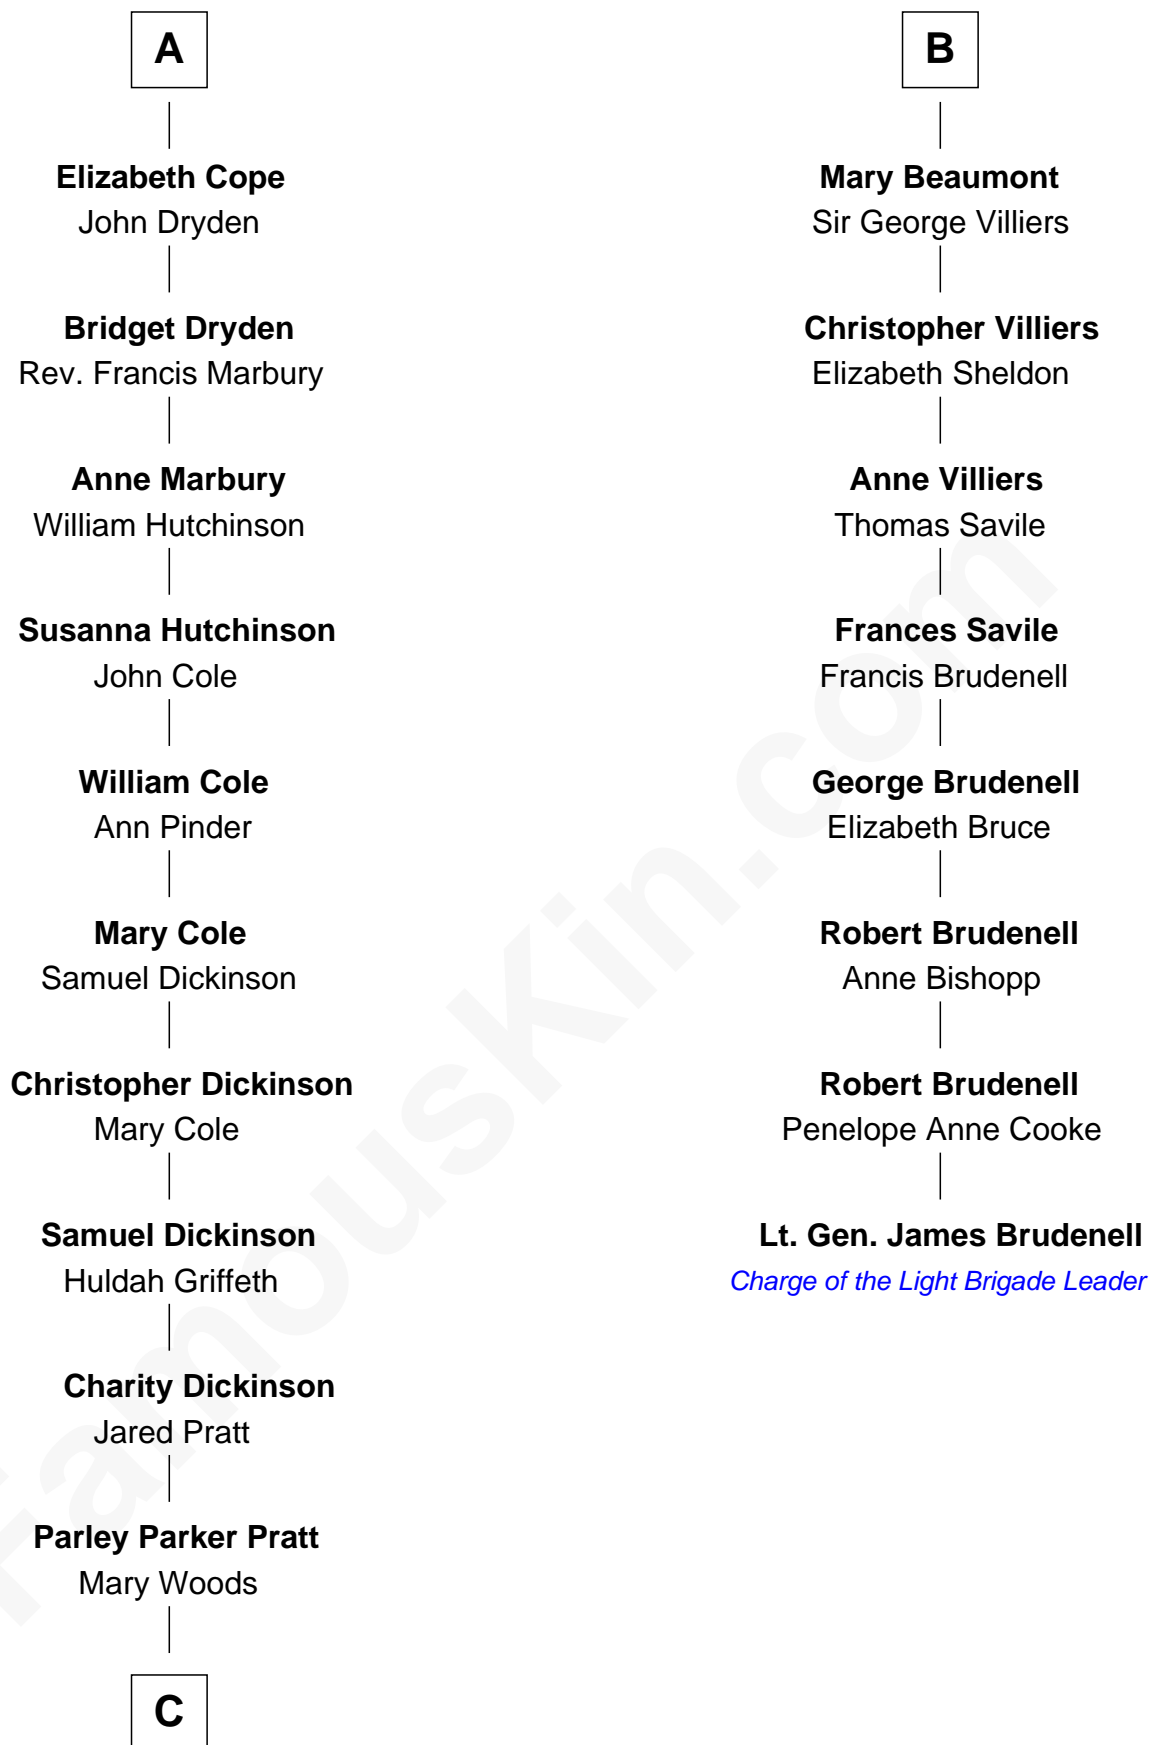 A
Elizabeth Cope
John Dryden
Bridget Dryden
Rev. Francis Marbury
Anne Marbury
William Hutchinson
Susanna Hutchinson
John Cole
William Cole
Ann Pinder
Mary Cole
Samuel Dickinson
Christopher Dickinson
Mary Cole
Samuel Dickinson
Huldah Griffeth
Charity Dickinson
Jared Pratt
Parley Parker Pratt
Mary Woods
C
B
Mary Beaumont
Sir George Villiers
Christopher Villiers
Elizabeth Sheldon
Anne Villiers
Thomas Savile
Frances Savile
Francis Brudenell
George Brudenell
Elizabeth Bruce
Robert Brudenell
Anne Bishopp
Robert Brudenell
Penelope Anne Cooke
Lt. Gen. James Brudenell
Charge of the Light Brigade Leader
FamousKin.com